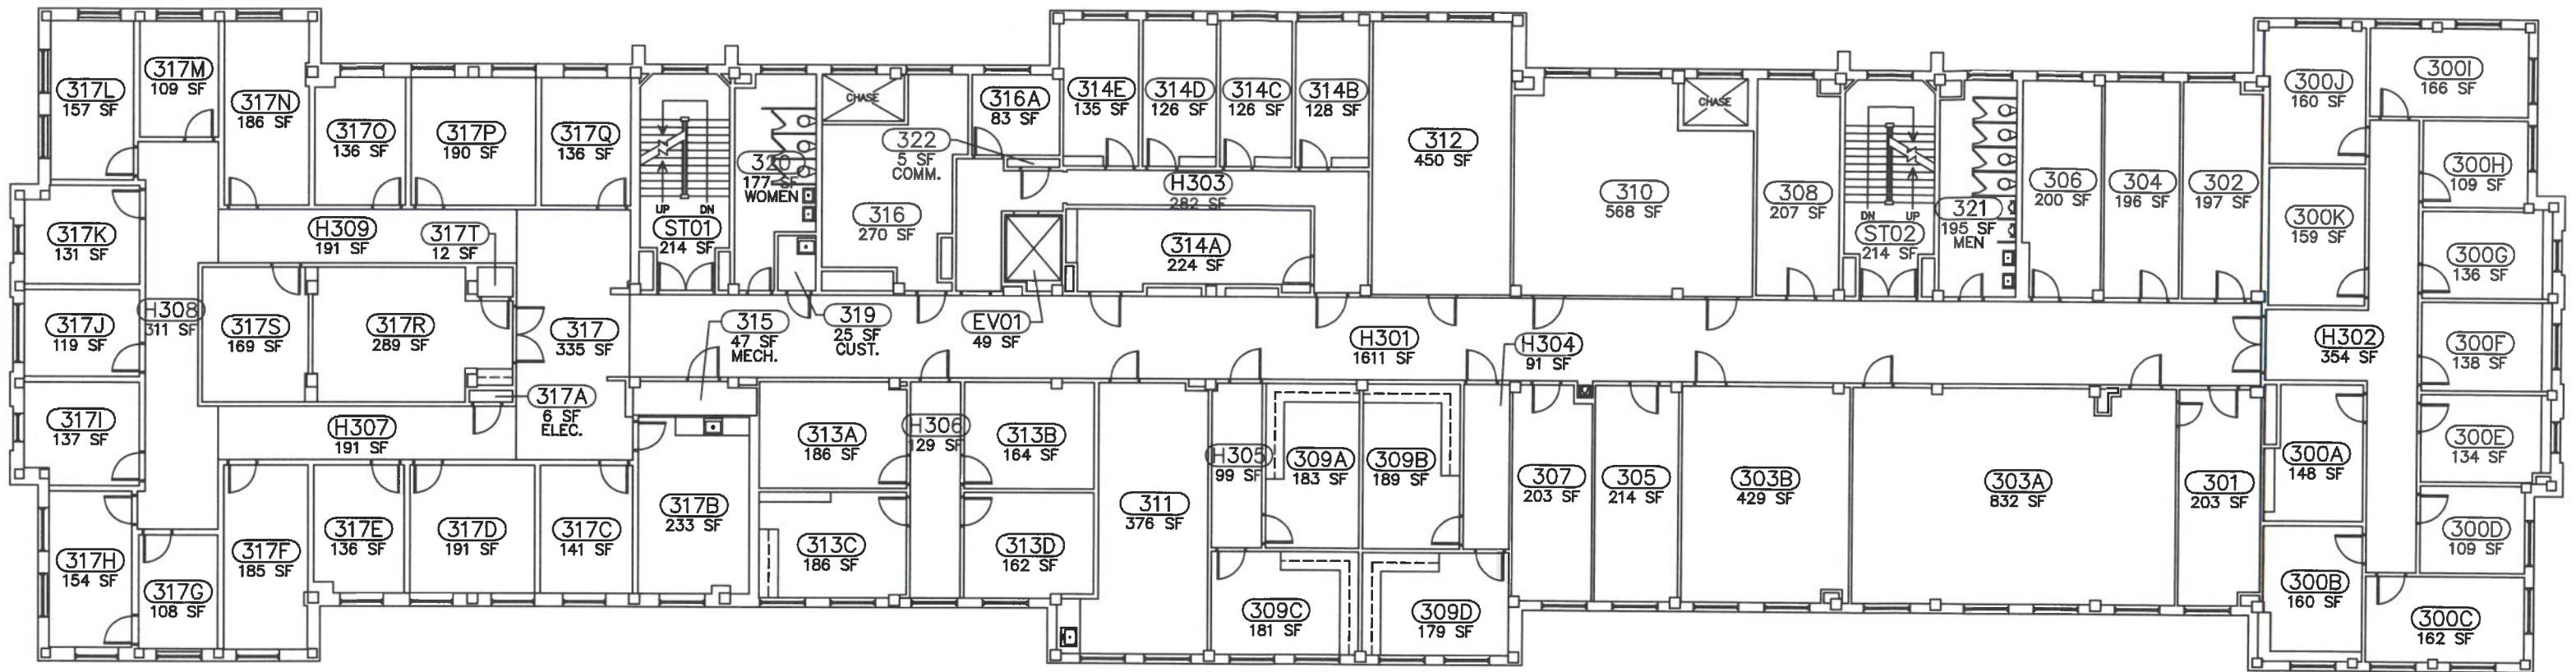 317L
157 SF
317M
109 SF
317N
186 SF
317O
136 SF
317P
190 SF
317Q
136 SF
UP
DN
ST01
214 SF
320
177 SF
WOMEN
CHASE
316
270 SF
316A
83 SF
322
5 SF
COMM.
314E
135 SF
314D
126 SF
314C
126 SF
314B
128 SF
H303
282 SF
314A
224 SF
312
450 SF
310
568 SF
CHASE
308
207 SF
DN
UP
ST02
214 SF
321
195 SF
MEN
306
200 SF
304
196 SF
302
197 SF
300J
160 SF
300I
166 SF
300H
109 SF
300K
159 SF
300G
136 SF
317K
131 SF
H309
191 SF
317T
12 SF
317J
119 SF
H308
311 SF
317S
169 SF
317R
289 SF
317
335 SF
315
47 SF
MECH.
319
25 SF
CUST.
EV01
49 SF
H301
1611 SF
H304
91 SF
H302
354 SF
300F
138 SF
317I
137 SF
H307
191 SF
317A
6 SF
ELEC.
313A
186 SF
H306
129 SF
313B
164 SF
H305
99 SF
309A
183 SF
309B
189 SF
307
203 SF
305
214 SF
303B
429 SF
303A
832 SF
301
203 SF
300A
148 SF
300E
134 SF
317H
154 SF
317G
108 SF
317F
185 SF
317E
136 SF
317D
191 SF
317C
141 SF
317B
233 SF
313C
186 SF
313D
162 SF
311
376 SF
309C
181 SF
309D
179 SF
300B
160 SF
300D
109 SF
300C
162 SF